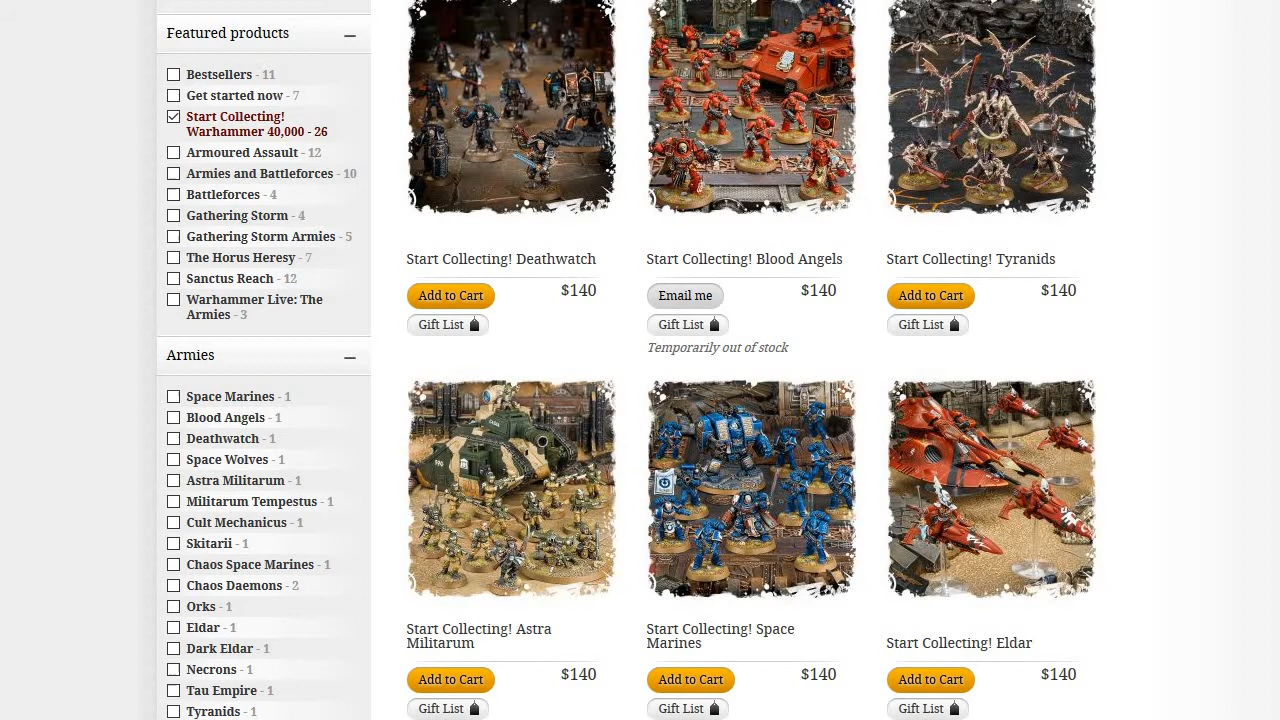 Featured products
Bestsellers - 11
Get started now - 7
Start Collecting!
Warhammer 40,000 - 26
Armoured Assault - 12
Armies and Battleforces - 10
Battleforces - 4
Gathering Storm - 4
Gathering Storm Armies - 5
The Horus Heresy - 7
Sanctus Reach - 12
Warhammer Live: The
Armies - 3
Armies
Space Marines - 1
Blood Angels - 1
Deathwatch - 1
Space Wolves - 1
Astra Militarum - 1
Militarum Tempestus - 1
Cult Mechanicus - 1
Skitarii - 1
Chaos Space Marines - 1
Chaos Daemons - 2
Orks - 1
Eldar - 1
Dark Eldar - 1
Necrons - 1
Tau Empire - 1
Tyranids - 1
Start Collecting! Deathwatch
Add to Cart $140
Gift List
Start Collecting! Blood Angels
Email me $140
Gift List
Temporarily out of stock
Start Collecting! Tyranids
Add to Cart $140
Gift List
Start Collecting! Astra
Militarum
Add to Cart $140
Gift List
Start Collecting! Space
Marines
Add to Cart $140
Gift List
Start Collecting! Eldar
Add to Cart $140
Gift List